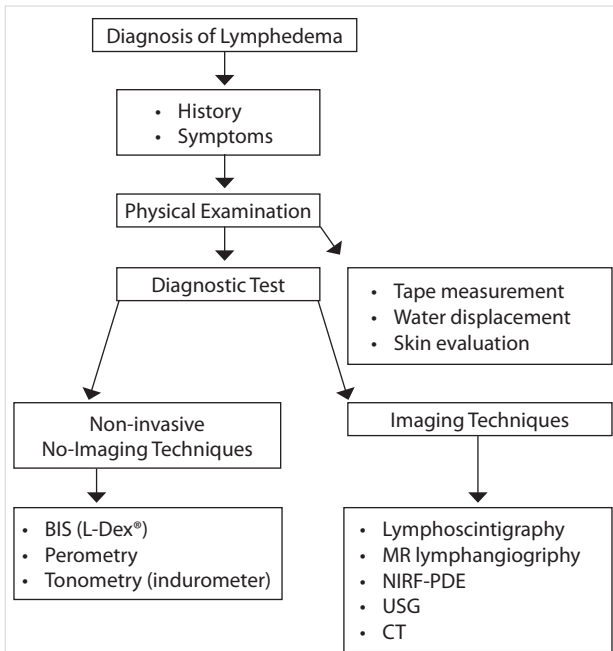 Diagnosis of Lymphedema
• History
• Symptoms
Physical Examination
Diagnostic Test
• Tape measurement
• Water displacement
• Skin evaluation
Non-invasive
No-Imaging Techniques
Imaging Techniques
• BIS (L-Dex®)
• Perometry
• Tonometry (indurometer)
• Lymphoscintigraphy
• MR lymphangiogriphy
• NIRF-PDE
• USG
• CT